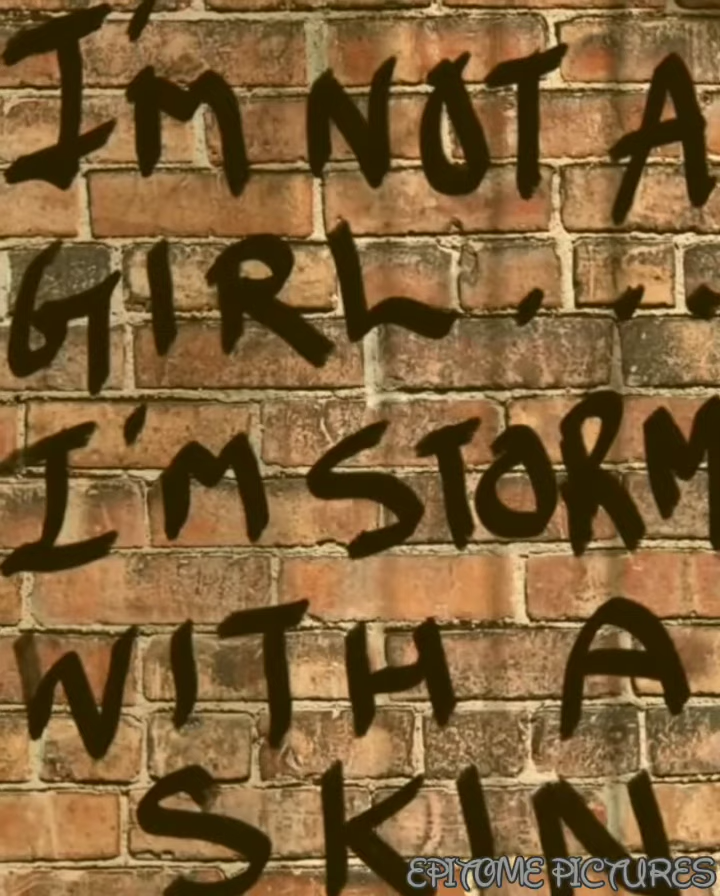 I'M NOT A
GIRL...
I'M STORM
WITH A
SKIN
EPITOME PICTURES